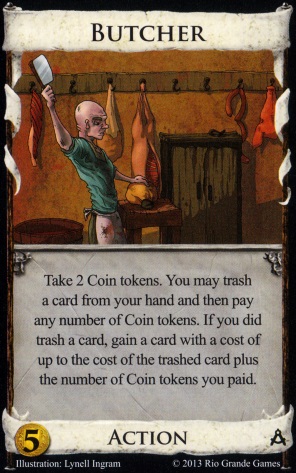 BUTCHER
Take 2 Coin tokens. You may trash
a card from your hand and then pay
any number of Coin tokens. If you did
trash a card, gain a card with a cost of
up to the cost of the trashed card plus
the number of Coin tokens you paid.
5
ACTION
Illustration: Lynell Ingram © 2013 Rio Grande Games